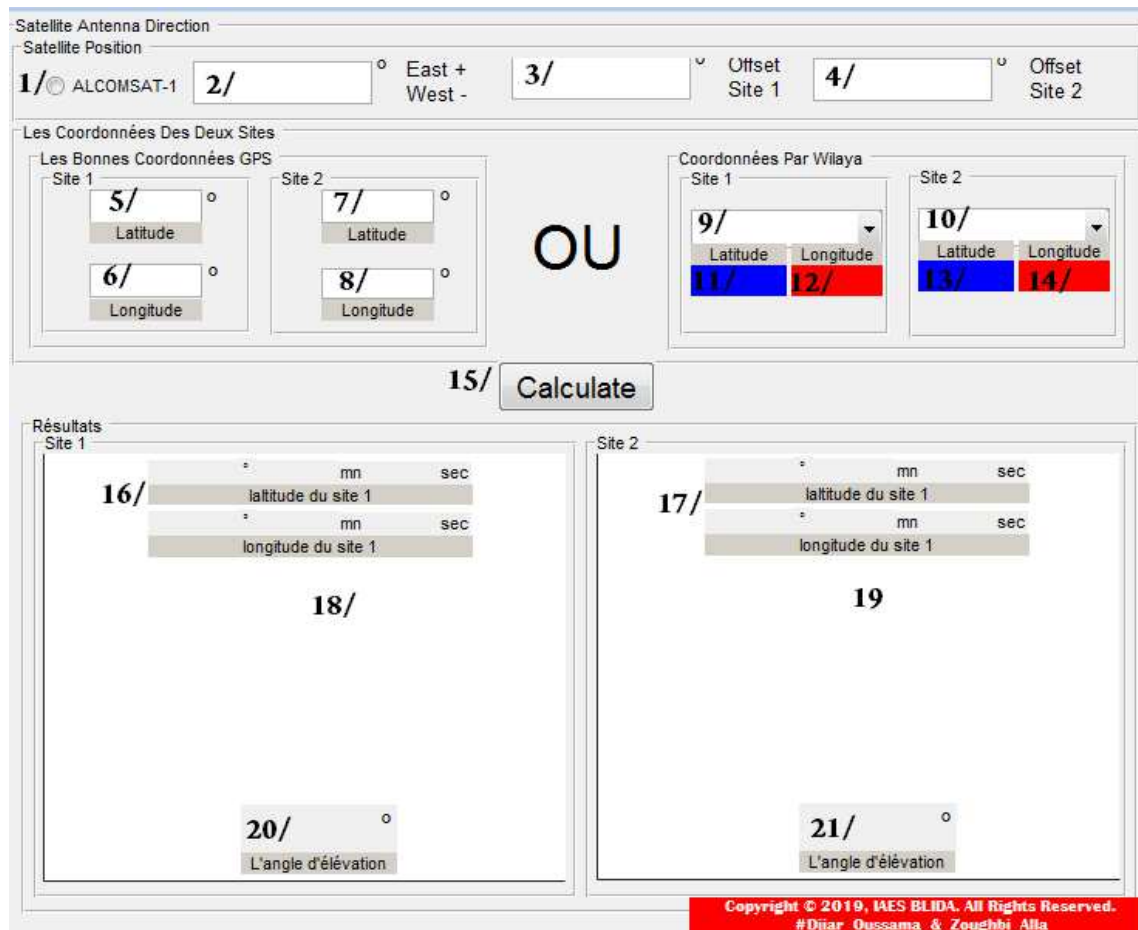 Satellite Antenna Direction
Satellite Position
1/ ALCOMSAT-1 2/ ° East + West - 3/ ° Offset Site 1 4/ ° Offset Site 2
Les Coordonnées Des Deux Sites
Les Bonnes Coordonnées GPS
Site 1 Site 2
5/ ° 7/ °
Latitude Latitude
6/ ° 8/ °
Longitude Longitude
OU
Coordonnées Par Wilaya
Site 1 Site 2
9/ 10/
Latitude Longitude Latitude Longitude
11/ 12/ 13/ 14/
15/ Calculate
Résultats
Site 1
° mn sec
16/ laltitude du site 1
° mn sec
longitude du site 1
18/
20/ °
L'angle d'élévation
Site 2
° mn sec
17/ laltitude du site 1
° mn sec
longitude du site 1
19
21/ °
L'angle d'élévation
Copyright © 2019, IAES BLIDA. All Rights Reserved.
#Djiar_Oussama_&_Zoughbi_Alla